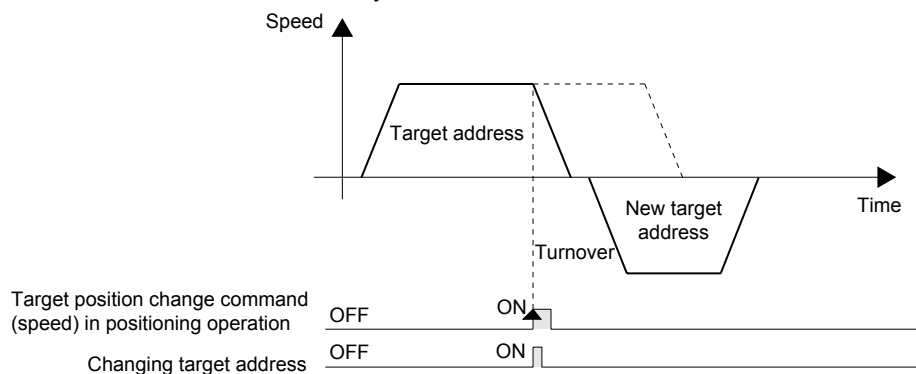 Speed
Target address
Time
New target
address
Turnover
Target position change command
(speed) in positioning operation
OFF
ON
Changing target address
OFF
ON